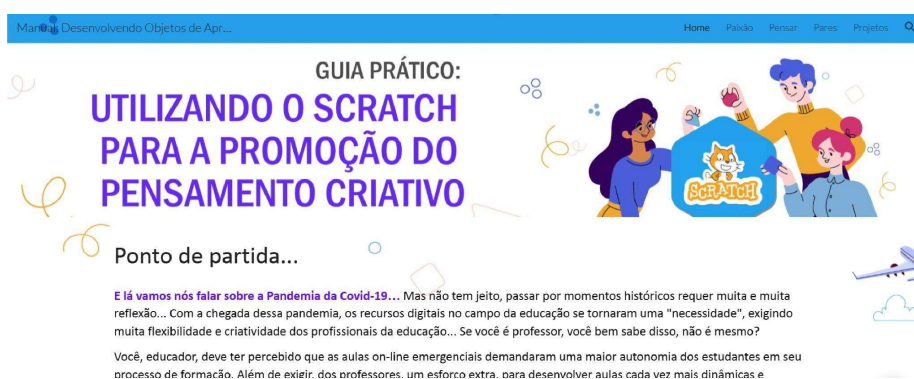 Manual: Desenvolvendo Objetos de Apr...
Home Paixão Pensar Pares Projetos
GUIA PRÁTICO:
UTILIZANDO O SCRATCH
PARA A PROMOÇÃO DO
PENSAMENTO CRIATIVO
SCRATCH
Ponto de partida...
E lá vamos nós falar sobre a Pandemia da Covid-19... Mas não tem jeito, passar por momentos históricos requer muita e muita
reflexão... Com a chegada dessa pandemia, os recursos digitais no campo da educação se tornaram uma "necessidade", exigindo
muita flexibilidade e criatividade dos profissionais da educação... Se você é professor, você bem sabe disso, não é mesmo?
Você, educador, deve ter percebido que as aulas on-line emergenciais demandaram uma maior autonomia dos estudantes em seu
processo de formação. Além de exigir, dos professores, um esforço extra, para desenvolver aulas cada vez mais dinâmicas e